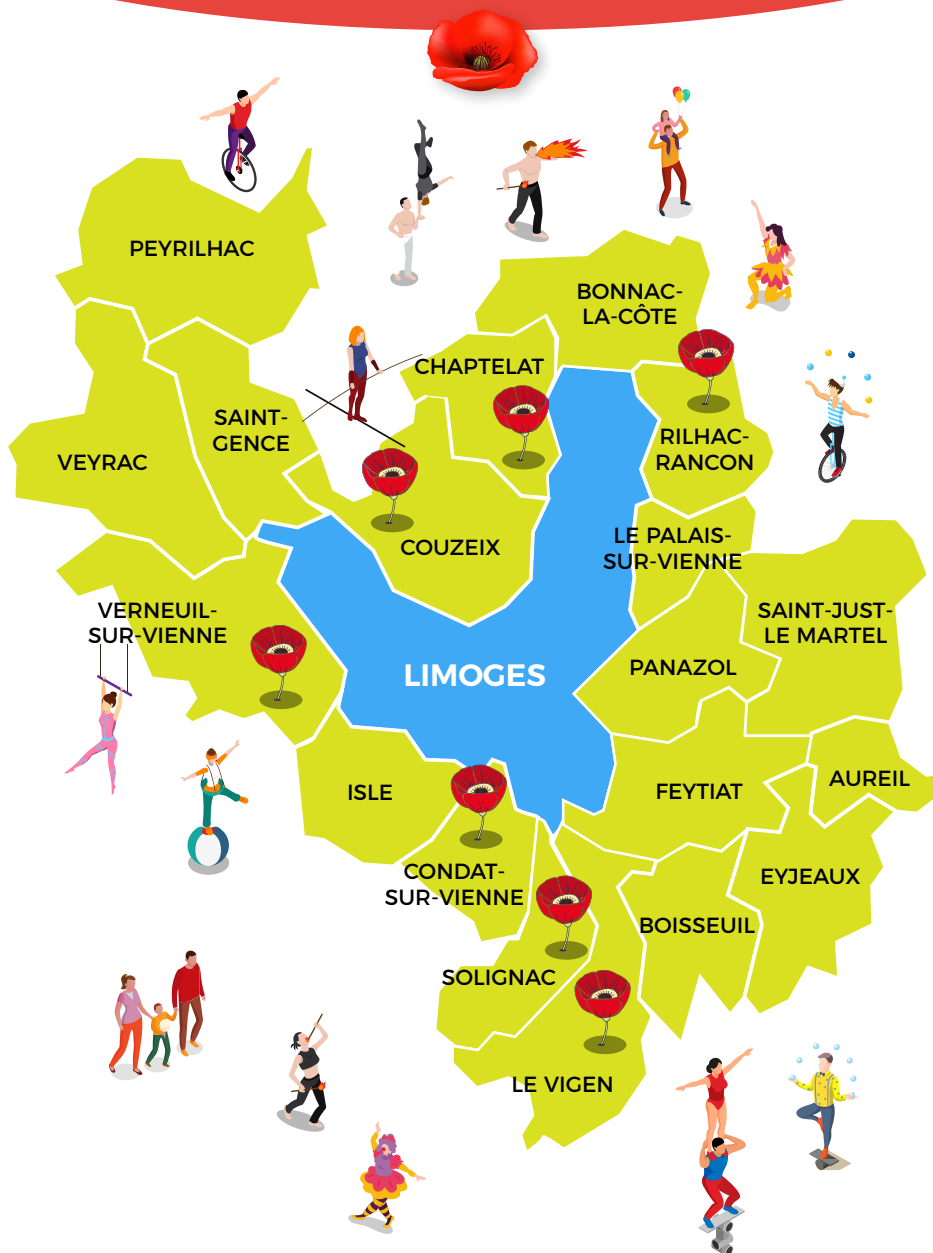 PEYRILHAC
BONNAC-
LA-CÔTE
CHAPTELAT
SAINT-
GENCE
VEYRAC
RILHAC-
RANCON
COUZEIX
LE PALAIS-
SUR-VIENNE
VERNEUIL-
SUR-VIENNE
SAINT-JUST-
LE MARTEL
LIMOGES
PANAZOL
ISLE
FEYTIAT
AUREIL
CONDAT-
SUR-VIENNE
EYJEAUX
BOISSEUIL
SOLIGNAC
LE VIGEN